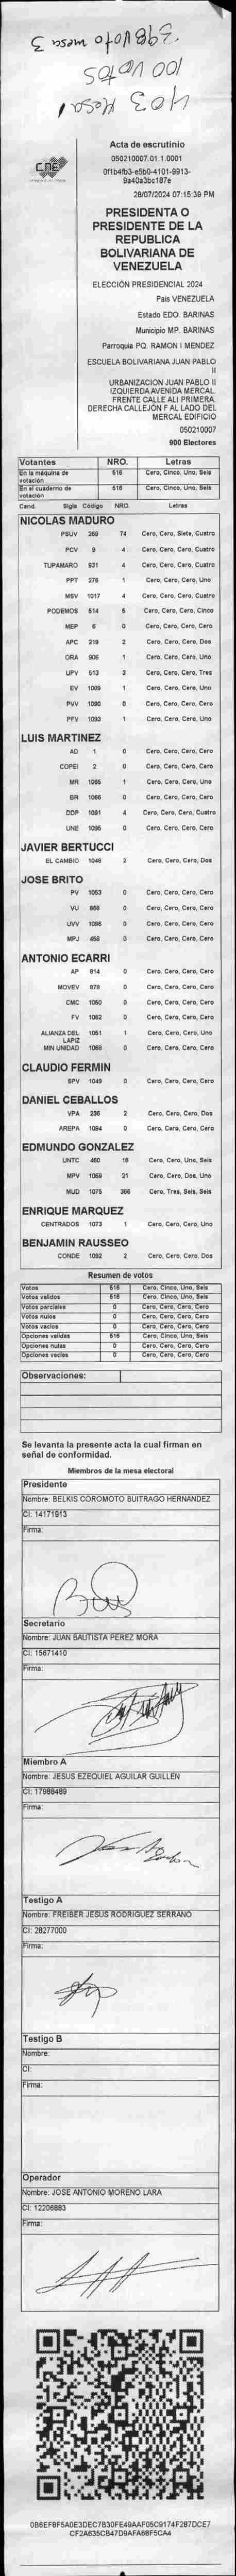 398 Votos mesa 3
100 Votos
403 Mesa 1
CNE
Acta de escrutinio
050210007.01.1.0001
0f1b4fb3-e5b0-4101-9913-
9a40a3bc187e
28/07/2024 07:15:39 PM
PRESIDENTA O
PRESIDENTE DE LA
REPUBLICA
BOLIVARIANA DE
VENEZUELA
ELECCIÓN PRESIDENCIAL 2024
Pais VENEZUELA
Estado EDO. BARINAS
Municipio MP. BARINAS
Parroquia PQ. RAMON I MENDEZ
ESCUELA BOLIVARIANA JUAN PABLO
II
URBANIZACION JUAN PABLO II
IZQUIERDA AVENIDA MERCAL.
FRENTE CALLE ALI PRIMERA.
DERECHA CALLEJÓN F AL LADO DEL
MERCAL EDIFICIO
050210007
900 Electores
Votantes NRO. Letras
En la máquina de votación 516 Cero, Cinco, Uno, Seis
En el cuaderno de votación 516 Cero, Cinco, Uno, Seis
Cand. Sigla Código NRO. Letras
NICOLAS MADURO
PSUV 269 74 Cero, Cero, Siete, Cuatro
PCV 9 4 Cero, Cero, Cero, Cuatro
TUPAMARO 931 4 Cero, Cero, Cero, Cuatro
PPT 276 1 Cero, Cero, Cero, Uno
MSV 1017 4 Cero, Cero, Cero, Cuatro
PODEMOS 514 5 Cero, Cero, Cero, Cinco
MEP 6 0 Cero, Cero, Cero, Cero
APC 219 2 Cero, Cero, Cero, Dos
ORA 906 1 Cero, Cero, Cero, Uno
UPV 513 3 Cero, Cero, Cero, Tres
EV 1009 1 Cero, Cero, Cero, Uno
PVV 1090 0 Cero, Cero, Cero, Cero
PFV 1093 1 Cero, Cero, Cero, Uno
LUIS MARTINEZ
AD 1 0 Cero, Cero, Cero, Cero
COPEI 2 0 Cero, Cero, Cero, Cero
MR 1065 1 Cero, Cero, Cero, Uno
BR 1066 0 Cero, Cero, Cero, Cero
DDP 1091 4 Cero, Cero, Cero, Cuatro
UNE 1095 0 Cero, Cero, Cero, Cero
JAVIER BERTUCCI
EL CAMBIO 1046 2 Cero, Cero, Cero, Dos
JOSE BRITO
PV 1053 0 Cero, Cero, Cero, Cero
VU 869 0 Cero, Cero, Cero, Cero
UVV 1096 0 Cero, Cero, Cero, Cero
MPJ 456 0 Cero, Cero, Cero, Cero
ANTONIO ECARRI
AP 814 0 Cero, Cero, Cero, Cero
MOVEV 878 0 Cero, Cero, Cero, Cero
CMC 1050 0 Cero, Cero, Cero, Cero
FV 1062 0 Cero, Cero, Cero, Cero
ALIANZA DEL LAPIZ 1051 1 Cero, Cero, Cero, Uno
MIN UNIDAD 1068 0 Cero, Cero, Cero, Cero
CLAUDIO FERMIN
SPV 1049 0 Cero, Cero, Cero, Cero
DANIEL CEBALLOS
VPA 236 2 Cero, Cero, Cero, Dos
AREPA 1094 0 Cero, Cero, Cero, Cero
EDMUNDO GONZALEZ
UNTC 460 16 Cero, Cero, Uno, Seis
MPV 1069 21 Cero, Cero, Dos, Uno
MUD 1075 366 Cero, Tres, Seis, Seis
ENRIQUE MARQUEZ
CENTRADOS 1073 1 Cero, Cero, Cero, Uno
BENJAMIN RAUSSEO
CONDE 1092 2 Cero, Cero, Cero, Dos
Resumen de votos
Votos 516 Cero, Cinco, Uno, Seis
Votos validos 516 Cero, Cinco, Uno, Seis
Votos parciales 0 Cero, Cero, Cero, Cero
Votos nulos 0 Cero, Cero, Cero, Cero
Votos vacíos 0 Cero, Cero, Cero, Cero
Opciones validas 516 Cero, Cinco, Uno, Seis
Opciones nulas 0 Cero, Cero, Cero, Cero
Opciones vacías 0 Cero, Cero, Cero, Cero
Observaciones:
Se levanta la presente acta la cual firman en
señal de conformidad.
Miembros de la mesa electoral
Presidente
Nombre: BELKIS COROMOTO BUITRAGO HERNANDEZ
CI: 14171913
Firma:
Secretario
Nombre: JUAN BAUTISTA PEREZ MORA
CI: 15671410
Firma:
Miembro A
Nombre: JESUS EZEQUIEL AGUILAR GUILLEN
CI: 17988489
Firma:
Testigo A
Nombre: FREIBER JESUS RODRIGUEZ SERRANO
CI: 28277000
Firma:
Testigo B
Nombre:
CI:
Firma:
Operador
Nombre: JOSE ANTONIO MORENO LARA
CI: 12206883
Firma:
0B6EF8F5A0E3DEC7B30FE49AAF05C9174F287DCE7
CF2A635CB47D9AFA68F5CA4